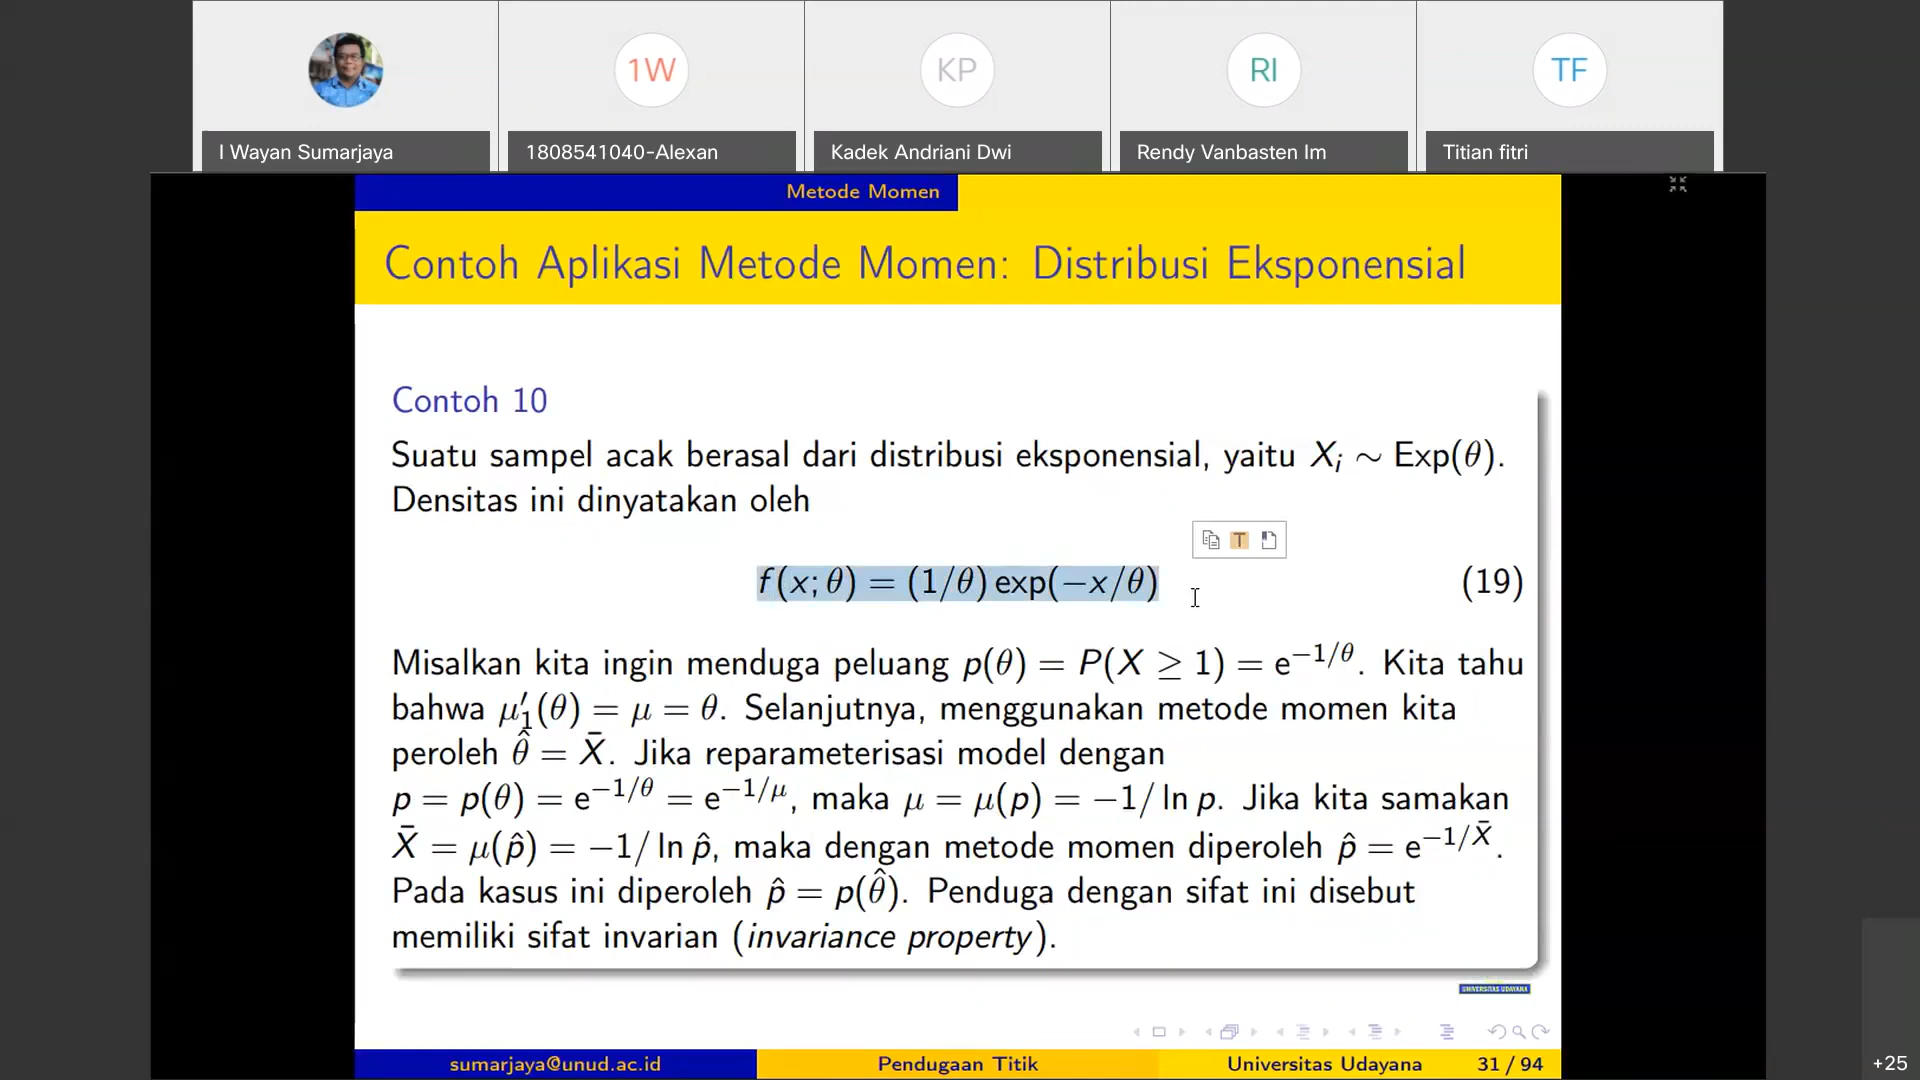 1W
KP
RI
TF
I Wayan Sumarjaya
1808541040-Alexan
Kadek Andriani Dwi
Rendy Vanbasten Im
Titian fitri
Metode Momen
Contoh Aplikasi Metode Momen: Distribusi Eksponensial
Contoh 10
Suatu sampel acak berasal dari distribusi eksponensial, yaitu Xᵢ ∼ Exp(θ).
Densitas ini dinyatakan oleh
T
f(x; θ) = (1/θ) exp(−x/θ) (19)
Misalkan kita ingin menduga peluang p(θ) = P(X ≥ 1) = e^{−1/θ}. Kita tahu
bahwa μ′₁(θ) = μ = θ. Selanjutnya, menggunakan metode momen kita
peroleh θ̂ = X̄. Jika reparameterisasi model dengan
p = p(θ) = e^{−1/θ} = e^{−1/μ}, maka μ = μ(p) = −1/ ln p. Jika kita samakan
X̄ = μ(p̂) = −1/ ln p̂, maka dengan metode momen diperoleh p̂ = e^{−1/X̄}.
Pada kasus ini diperoleh p̂ = p(θ̂). Penduga dengan sifat ini disebut
memiliki sifat invarian (invariance property).
UNIVERSITAS UDAYANA
sumarjaya@unud.ac.id
Pendugaan Titik
Universitas Udayana
31 / 94
+25